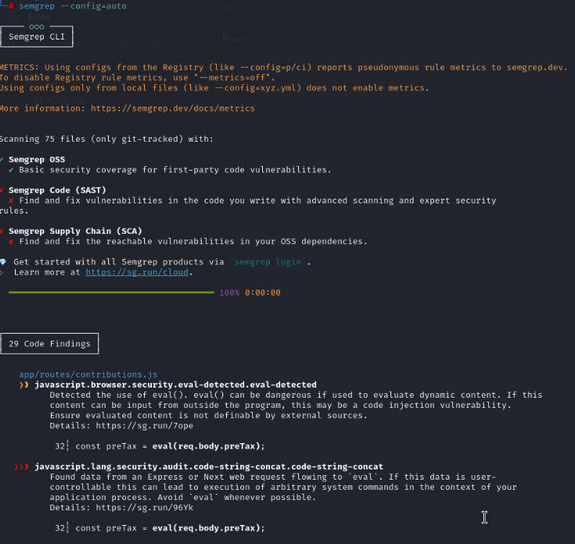 semgrep --config=auto
ooo
Semgrep CLI
METRICS: Using configs from the Registry (like --config=p/ci) reports pseudonymous rule metrics to semgrep.dev.
To disable Registry rule metrics, use "--metrics=off".
Using configs only from local files (like --config=xyz.yml) does not enable metrics.
More information: https://semgrep.dev/docs/metrics
Scanning 75 files (only git-tracked) with:
✔ Semgrep OSS
✔ Basic security coverage for first-party code vulnerabilities.
✘ Semgrep Code (SAST)
✘ Find and fix vulnerabilities in the code you write with advanced scanning and expert security
rules.
✘ Semgrep Supply Chain (SCA)
✘ Find and fix the reachable vulnerabilities in your OSS dependencies.
💎 Get started with all Semgrep products via `semgrep login`.
✨ Learn more at https://sg.run/cloud.
100% 0:00:00
29 Code Findings
app/routes/contributions.js
❯❱ javascript.browser.security.eval-detected.eval-detected
Detected the use of eval(). eval() can be dangerous if used to evaluate dynamic content. If this
content can be input from outside the program, this may be a code injection vulnerability.
Ensure evaluated content is not definable by external sources.
Details: https://sg.run/7ope
32┆ const preTax = eval(req.body.preTax);
❯❯❱ javascript.lang.security.audit.code-string-concat.code-string-concat
Found data from an Express or Next web request flowing to `eval`. If this data is user-
controllable this can lead to execution of arbitrary system commands in the context of your
application process. Avoid `eval` whenever possible.
Details: https://sg.run/96Yk
32┆ const preTax = eval(req.body.preTax);